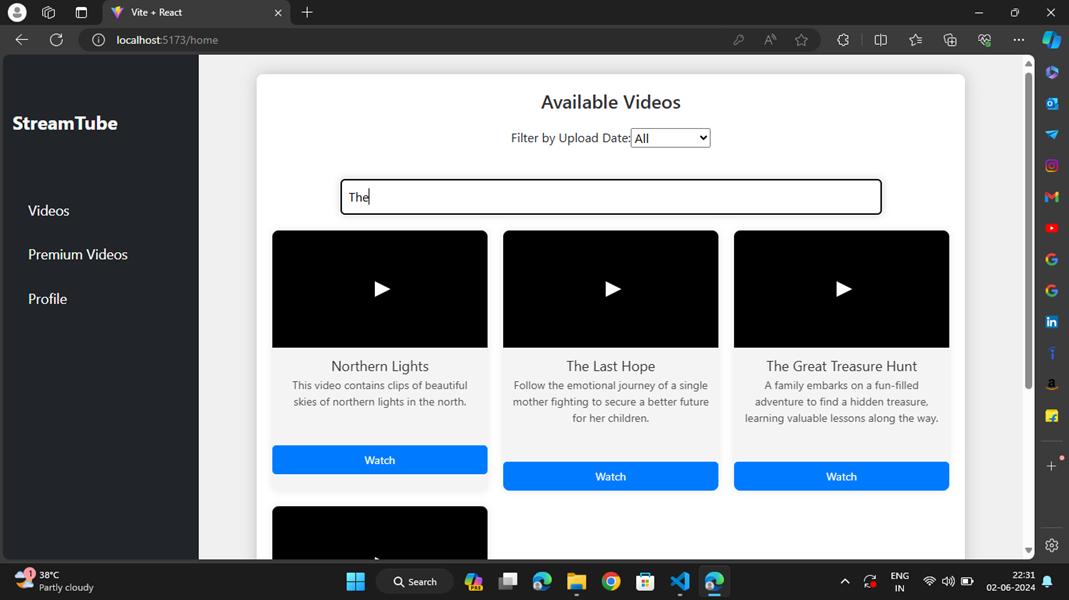 Vite + React
localhost:5173/home
StreamTube
Videos
Premium Videos
Profile
Available Videos
Filter by Upload Date: All
The
Northern Lights
This video contains clips of beautiful
skies of northern lights in the north.
Watch
The Last Hope
Follow the emotional journey of a single
mother fighting to secure a better future
for her children.
Watch
The Great Treasure Hunt
A family embarks on a fun-filled
adventure to find a hidden treasure,
learning valuable lessons along the way.
Watch
1
38°C
Partly cloudy
Search
ENG
IN
22:31
02-06-2024